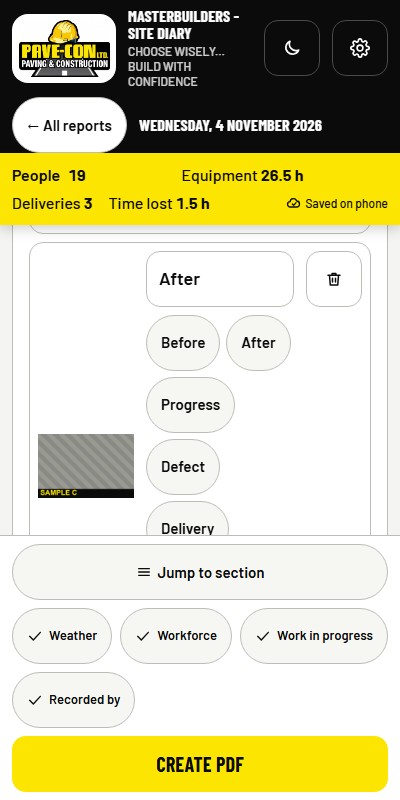 PAVE-CON LTD.
PAVING & CONSTRUCTION
MASTERBUILDERS -
SITE DIARY
CHOOSE WISELY...
BUILD WITH
CONFIDENCE
← All reports
WEDNESDAY, 4 NOVEMBER 2026
People 19
Equipment 26.5 h
Deliveries 3
Time lost 1.5 h
Saved on phone
After
Before
After
Progress
Defect
SAMPLE C
Delivery
Jump to section
Weather
Workforce
Work in progress
Recorded by
CREATE PDF